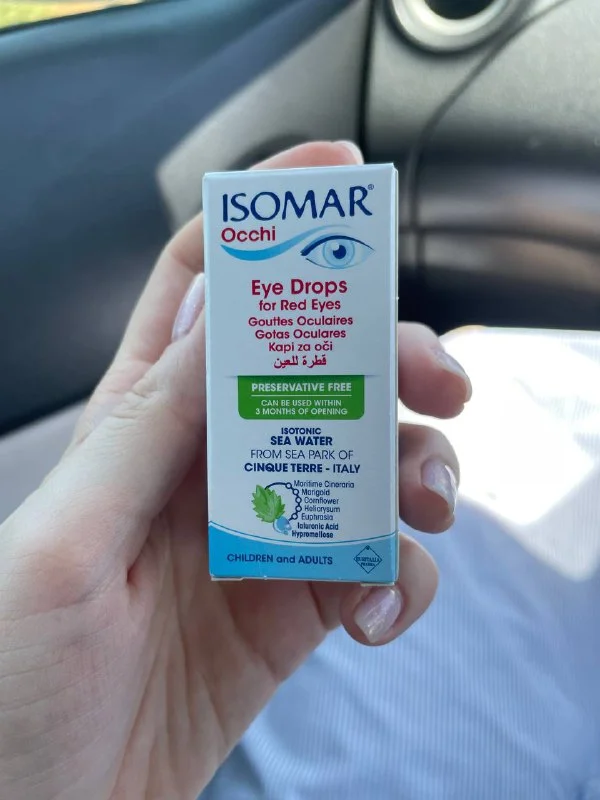 ISOMAR®
Occhi
Eye Drops
for Red Eyes
Gouttes Oculaires
Gotas Oculares
Kapi za oči
قطرة للعين
PRESERVATIVE FREE
CAN BE USED WITHIN
3 MONTHS OF OPENING
ISOTONIC
SEA WATER
FROM SEA PARK OF
CINQUE TERRE - ITALY
Maritime Cineraria
Marigold
Cornflower
Helicrysum
Euphrasia
Ialuronic Acid
Hypromellose
CHILDREN and ADULTS